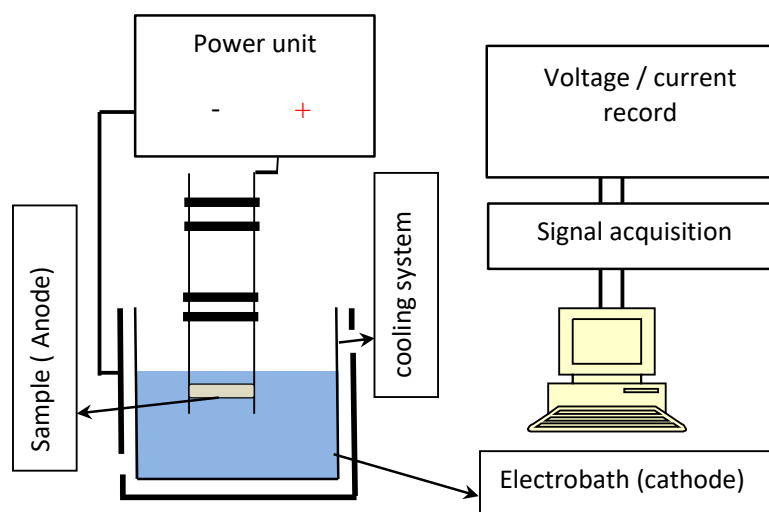 Power unit
- +
Voltage / current
record
Signal acquisition
Sample ( Anode)
cooling system
Electrobath (cathode)